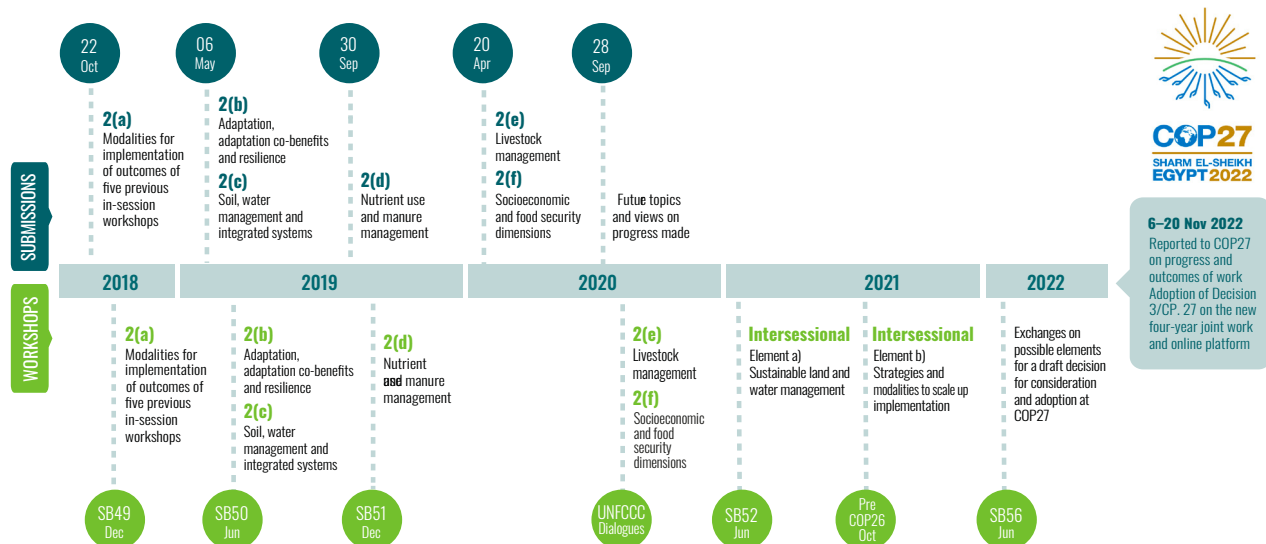 22
Oct
06
May
30
Sep
20
Apr
28
Sep
2(a)
Modalities for
implementation
of outcomes of
five previous
in-session
workshops
2(b)
Adaptation,
adaptation co-benefits
and resilience
2(c)
Soil, water
management and
integrated systems
2(d)
Nutrient use
and manure
management
2(e)
Livestock
management
2(f)
Socioeconomic
and food security
dimensions
Future topics
and views on
progress made
COP27
SHARM EL-SHEIKH
EGYPT2022
SUBMISSIONS
2018
2019
2020
2021
2022
6–20 Nov 2022
Reported to COP27
on progress and
outcomes of work
Adoption of Decision
3/CP. 27 on the new
four-year joint work
and online platform
WORKSHOPS
2(a)
Modalities for
implementation
of outcomes of
five previous
in-session
workshops
2(b)
Adaptation,
adaptation co-benefits
and resilience
2(c)
Soil, water
management and
integrated systems
2(d)
Nutrient
and manure
management
2(e)
Livestock
management
2(f)
Socioeconomic
and food
security
dimensions
Intersessional
Element a)
Sustainable land and
water management
Intersessional
Element b)
Strategies and
modalities to scale up
implementation
Exchanges on
possible elements
for a draft decision
for consideration
and adoption at
COP27
SB49
Dec
SB50
Jun
SB51
Dec
UNFCCC
Dialogues
SB52
Jun
Pre
COP26
Oct
SB56
Jun